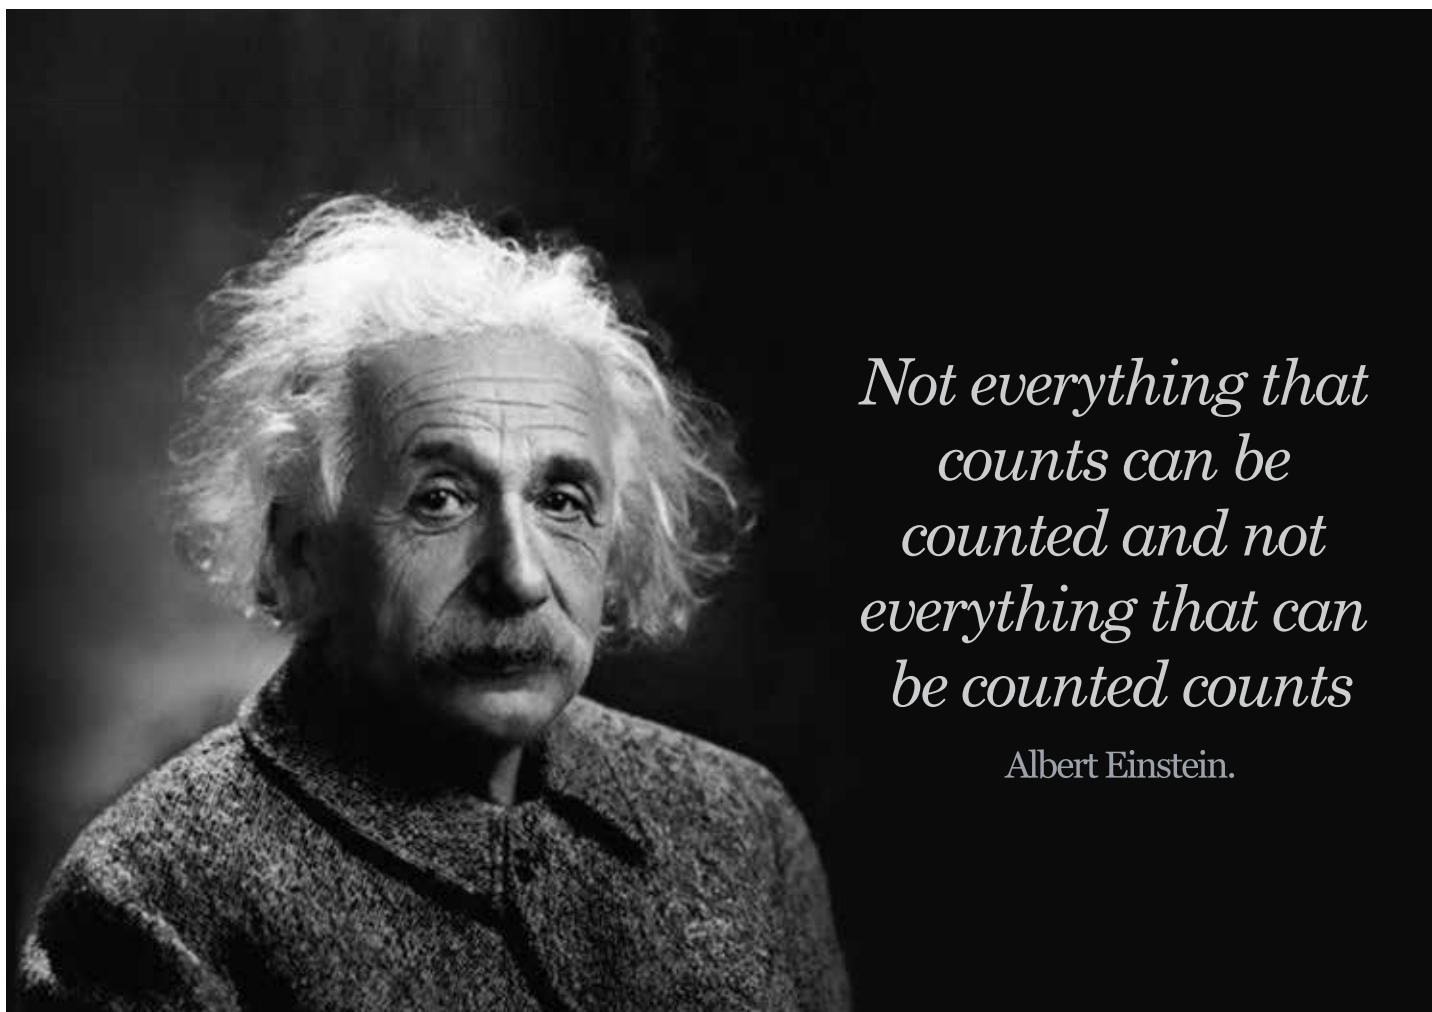 Not everything that
counts can be
counted and not
everything that can
be counted counts
Albert Einstein.